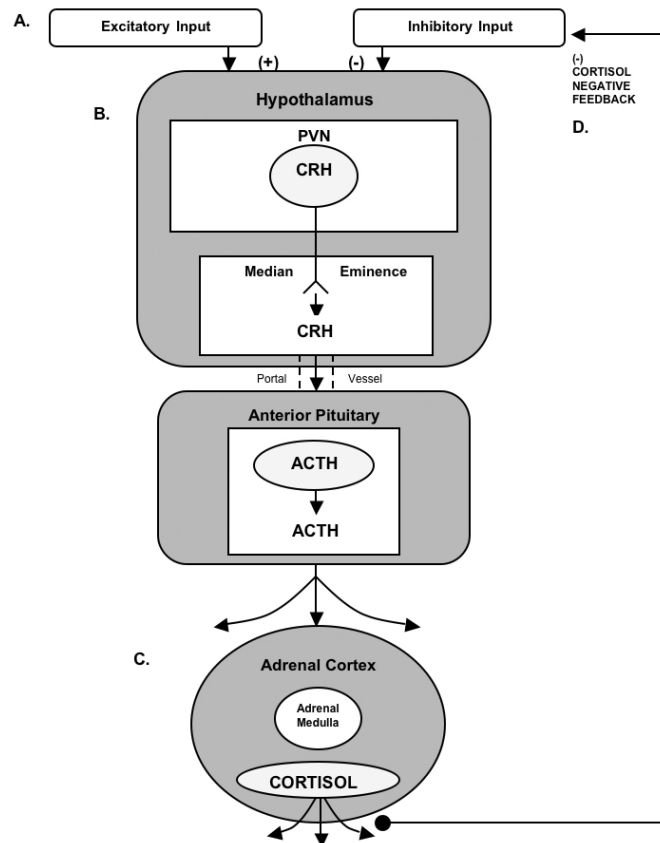 A.
Excitatory Input
Inhibitory Input
(+)
(-)
(-)
CORTISOL
NEGATIVE
FEEDBACK
D.
B.
Hypothalamus
PVN
CRH
Median Eminence
CRH
Portal Vessel
Anterior Pituitary
ACTH
ACTH
C.
Adrenal Cortex
Adrenal
Medulla
CORTISOL